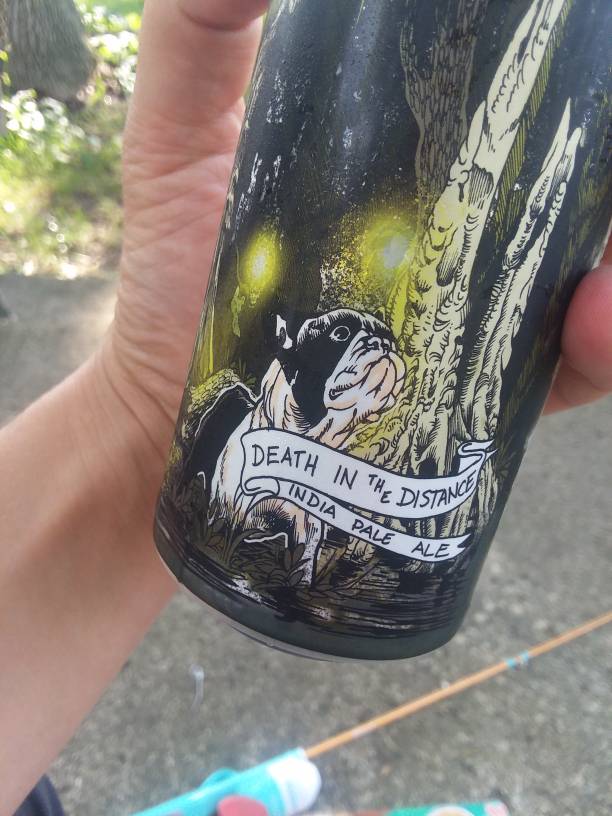 DEATH IN THE DISTANCE
INDIA PALE ALE